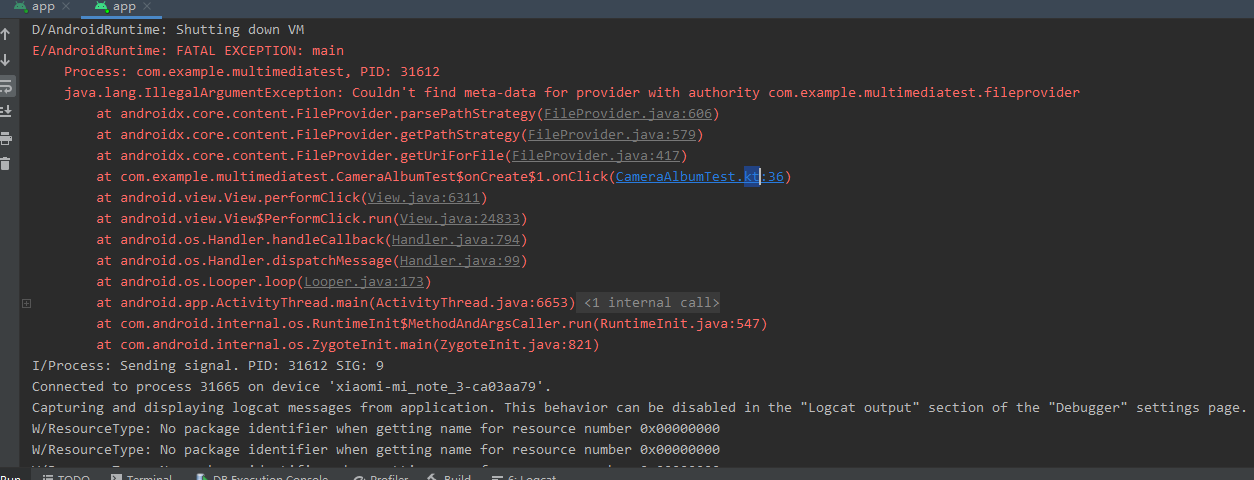 app app
D/AndroidRuntime: Shutting down VM
E/AndroidRuntime: FATAL EXCEPTION: main
Process: com.example.multimediatest, PID: 31612
java.lang.IllegalArgumentException: Couldn't find meta-data for provider with authority com.example.multimediatest.fileprovider
at androidx.core.content.FileProvider.parsePathStrategy(FileProvider.java:606)
at androidx.core.content.FileProvider.getPathStrategy(FileProvider.java:579)
at androidx.core.content.FileProvider.getUriForFile(FileProvider.java:417)
at com.example.multimediatest.CameraAlbumTest$onCreate$1.onClick(CameraAlbumTest.kt:36)
at android.view.View.performClick(View.java:6311)
at android.view.View$PerformClick.run(View.java:24833)
at android.os.Handler.handleCallback(Handler.java:794)
at android.os.Handler.dispatchMessage(Handler.java:99)
at android.os.Looper.loop(Looper.java:173)
at android.app.ActivityThread.main(ActivityThread.java:6653) <1 internal call>
at com.android.internal.os.RuntimeInit$MethodAndArgsCaller.run(RuntimeInit.java:547)
at com.android.internal.os.ZygoteInit.main(ZygoteInit.java:821)
I/Process: Sending signal. PID: 31612 SIG: 9
Connected to process 31665 on device 'xiaomi-mi_note_3-ca03aa79'.
Capturing and displaying logcat messages from application. This behavior can be disabled in the "Logcat output" section of the "Debugger" settings page.
W/ResourceType: No package identifier when getting name for resource number 0x00000000
W/ResourceType: No package identifier when getting name for resource number 0x00000000
Run TODO Terminal DB Execution Console Profiler Build 6: Logcat